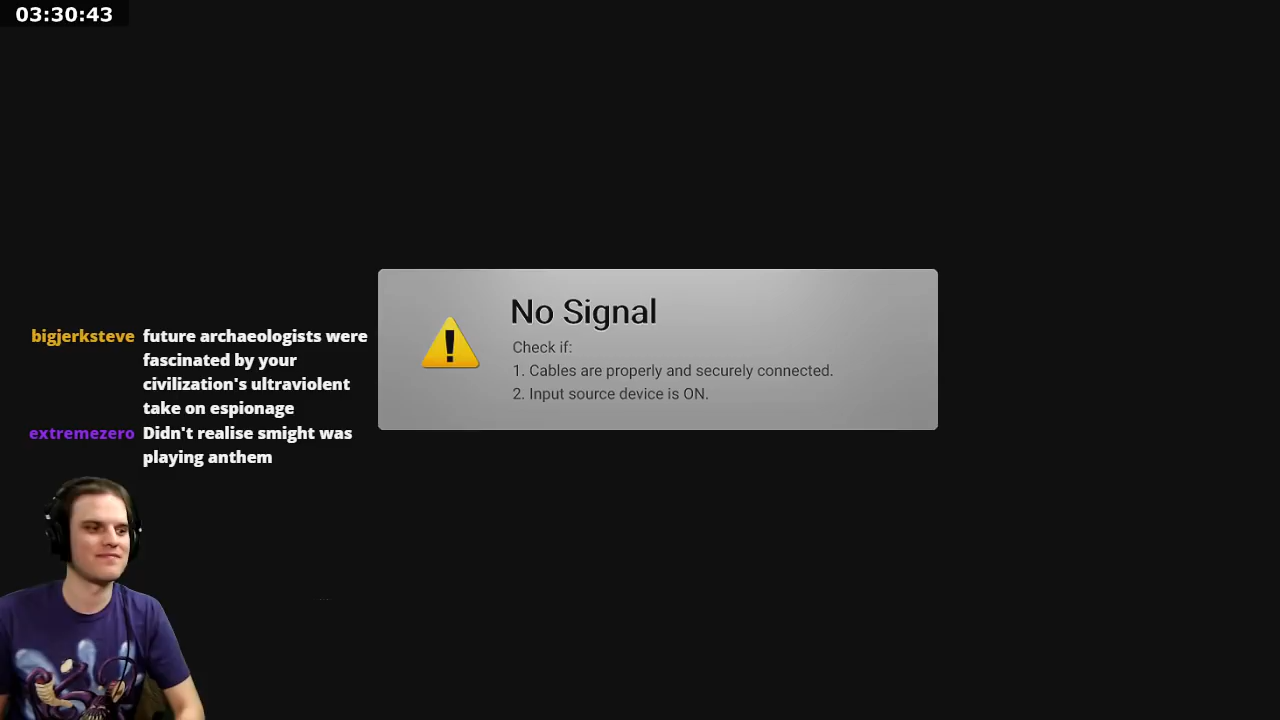 03:30:43
No Signal
Check if:
1. Cables are properly and securely connected.
2. Input source device is ON.
bigjerksteve future archaeologists were
fascinated by your
civilization's ultraviolent
take on espionage
extremezero Didn't realise smight was
playing anthem